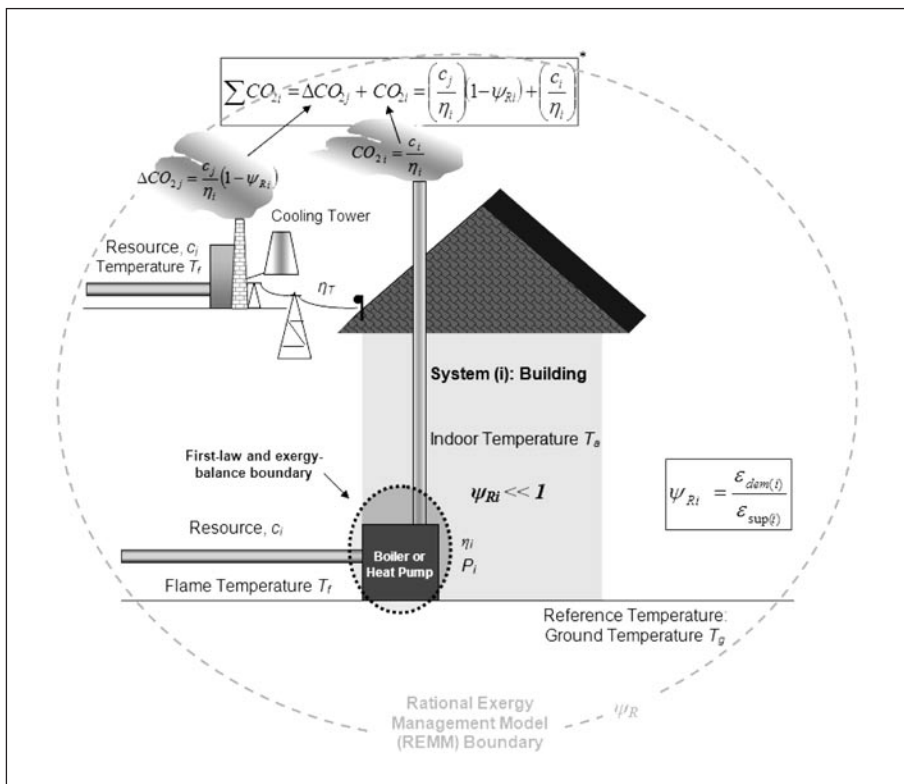 *
∑CO₂ᵢ = ΔCO₂ⱼ + CO₂ᵢ = (cⱼ/ηᵢ)(1−ψRᵢ) + (cᵢ/ηᵢ)
CO₂ᵢ = cᵢ/ηᵢ
ΔCO₂ⱼ = cⱼ/ηᵢ (1−ψRᵢ)
Cooling Tower
Resource, cⱼ
Temperature Tf
ηT
System (i): Building
Indoor Temperature Ta
First-law and exergy-
balance boundary
ψRi << 1
ψRi = εdem(i) / εsup(i)
Resource, ci
ηi
Pi
Boiler or
Heat Pump
Flame Temperature Tf
Reference Temperature:
Ground Temperature Tg
Rational Exergy
Management Model
(REMM) Boundary
ψR